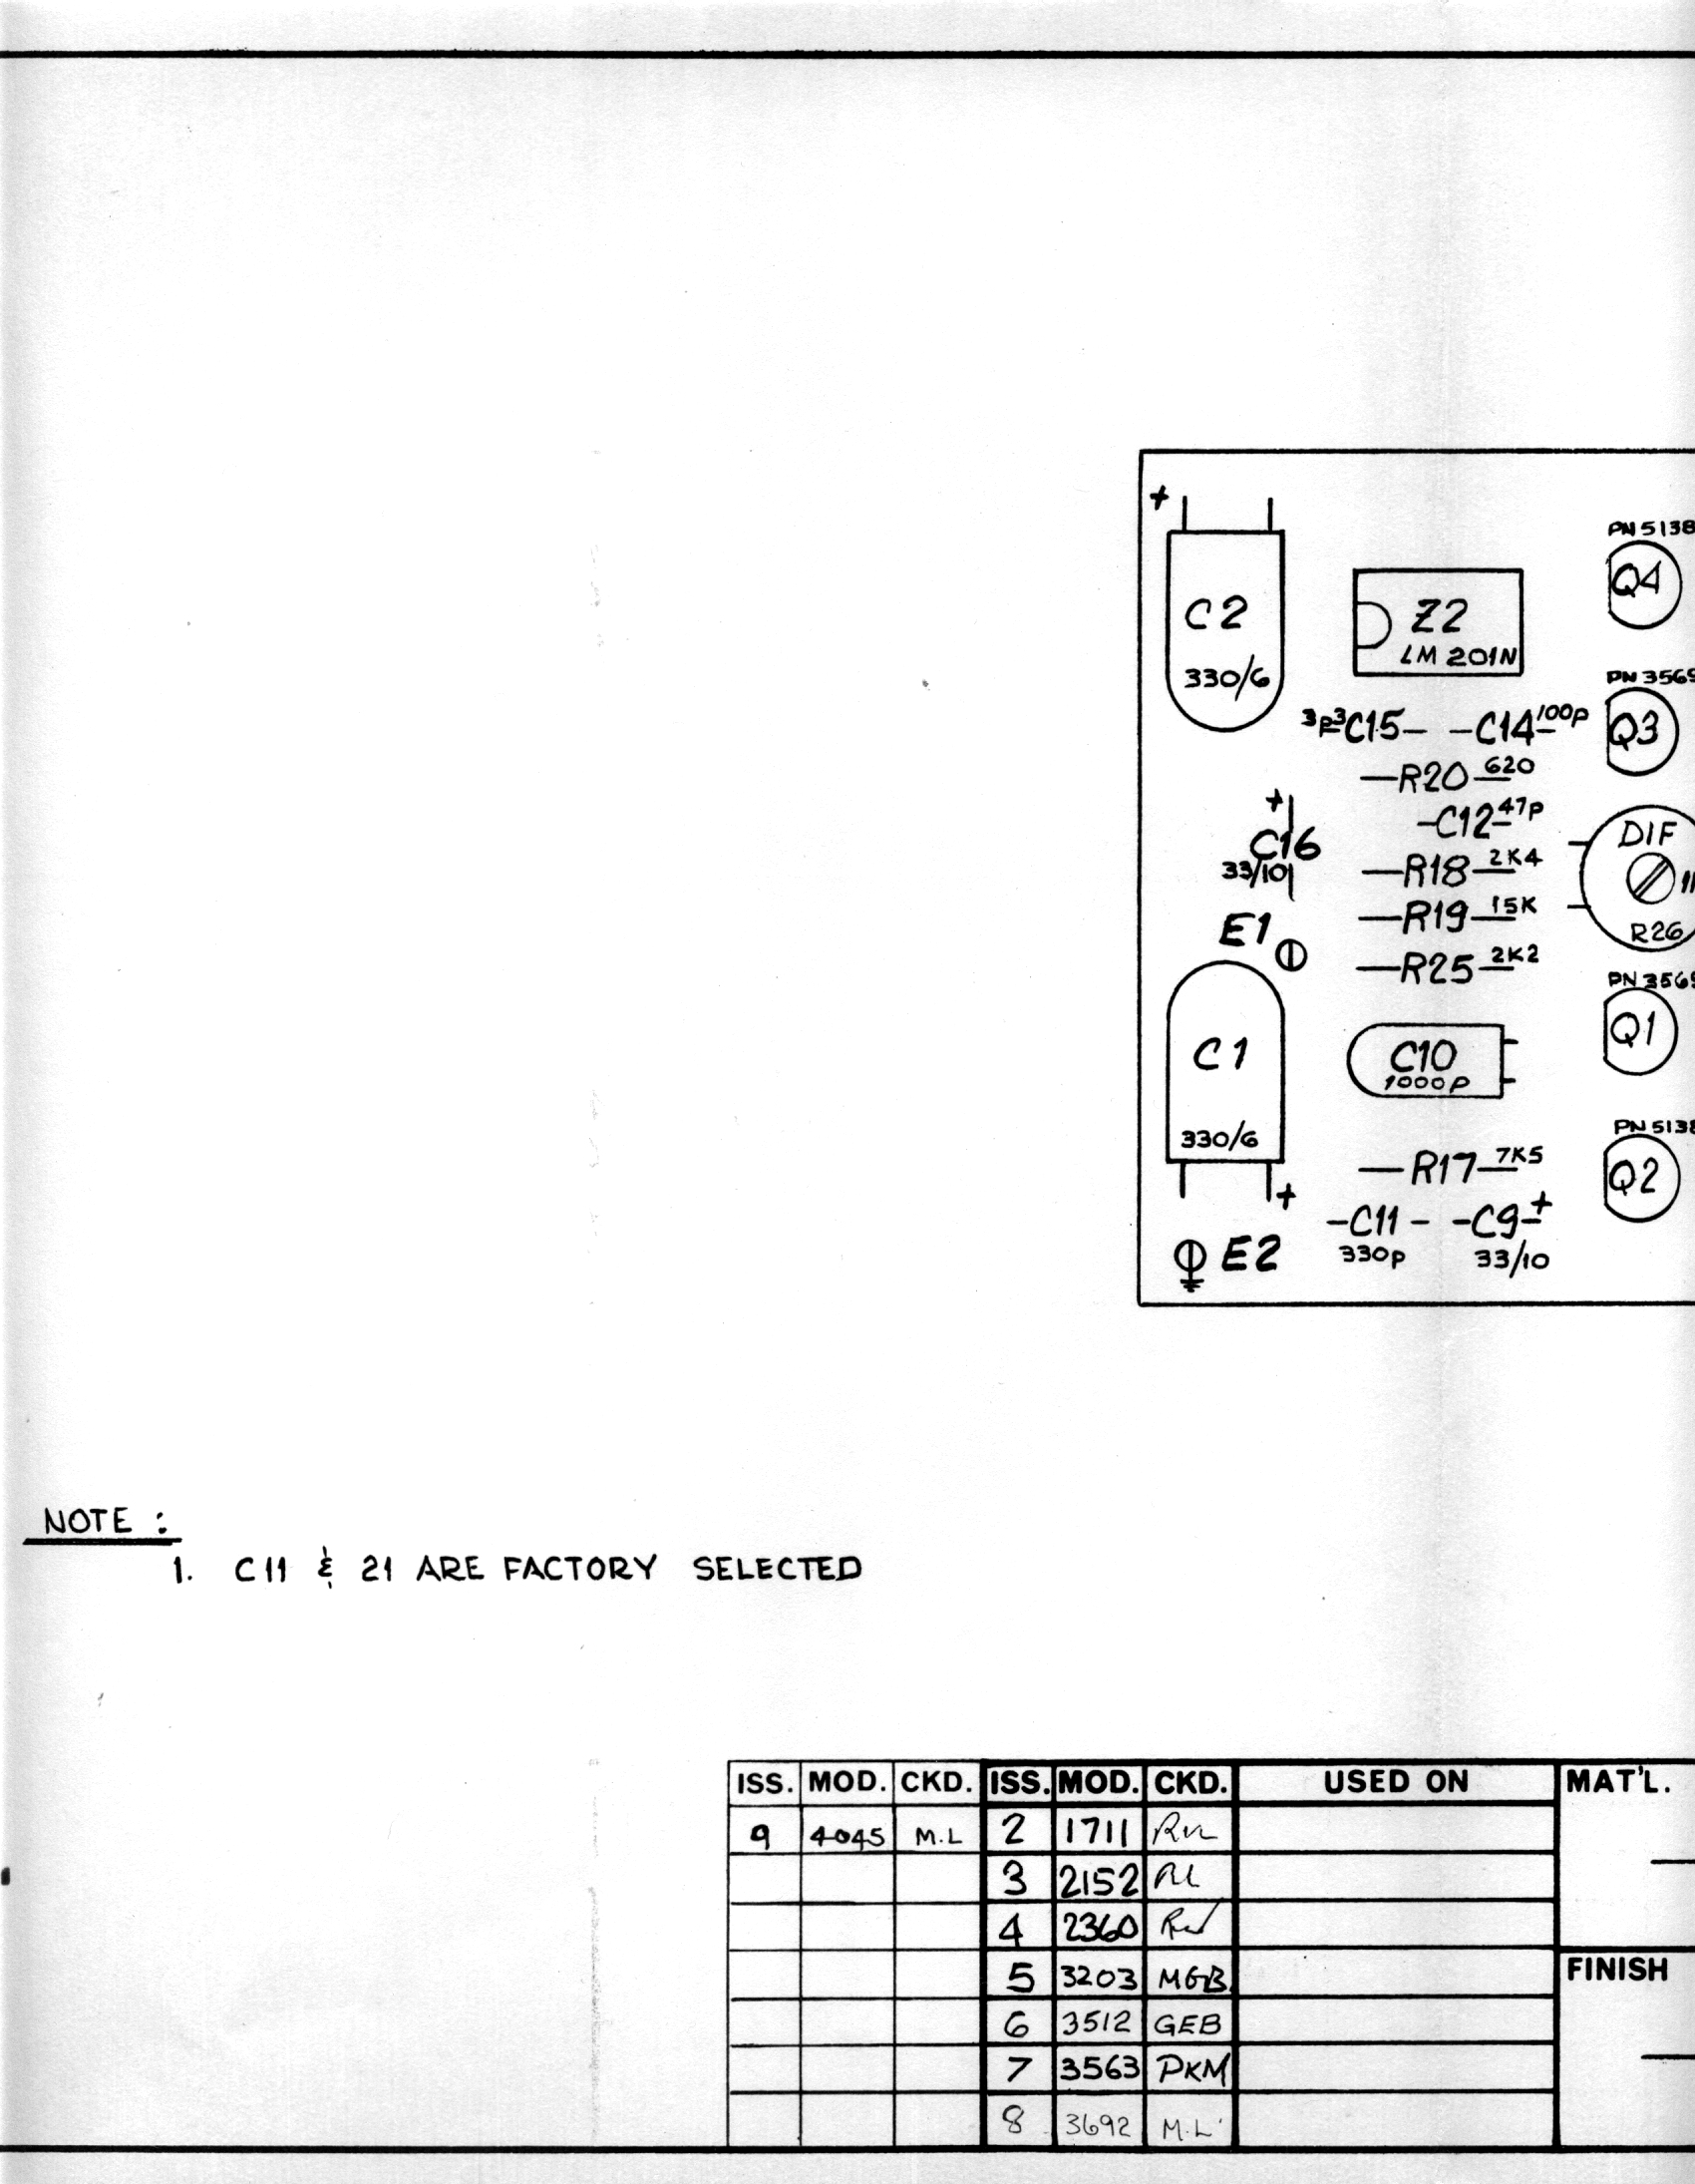 +
C2
330/6
Z2
LM 201N
PN 5138
Q4
PN 3569
Q3
3p3 C15 C14 100p
R20 620
C12 47p
+
C16
33/10
R18 2K4
R19 15K
R25 2K2
DIF
R26
E1
PN 3569
Q1
C1
330/6
+
C10
1000p
R17 7K5
PN 5138
Q2
C11 C9 +
330p 33/10
E2
NOTE :
1. C11 & 21 ARE FACTORY SELECTED
ISS. MOD. CKD. ISS. MOD. CKD. USED ON MAT'L.
9 4045 M.L 2 1711
3 2152
4 2360
5 3203 MGB FINISH
6 3512 GEB
7 3563 PKM
8 3692 M.L